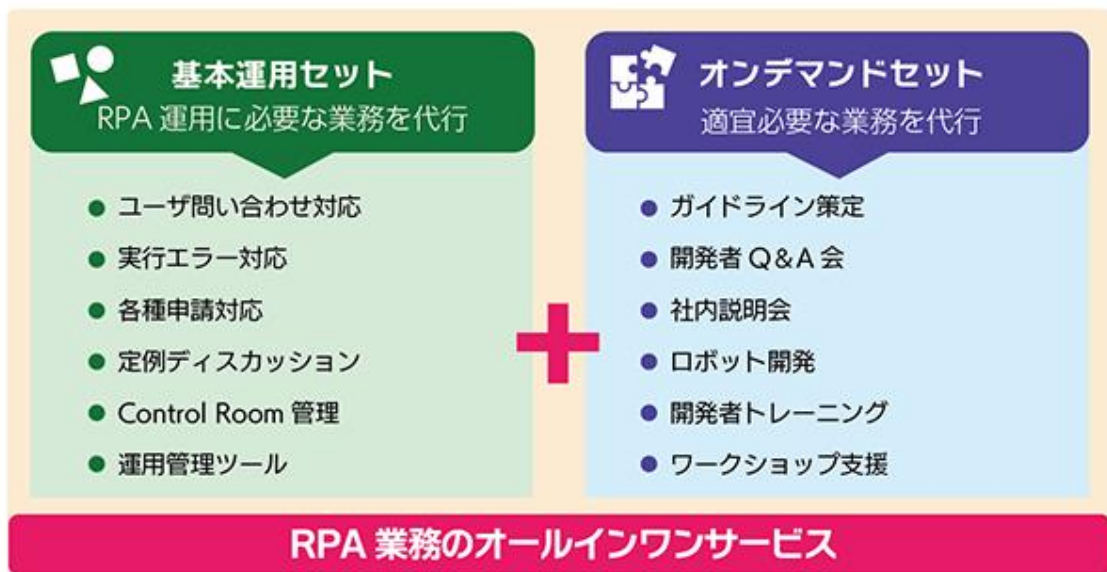 基本運用セット
RPA 運用に必要な業務を代行
ユーザ問い合わせ対応
実行エラー対応
各種申請対応
定例ディスカッション
Control Room 管理
運用管理ツール
オンデマンドセット
適宜必要な業務を代行
ガイドライン策定
開発者 Q&A 会
社内説明会
ロボット開発
開発者トレーニング
ワークショップ支援
RPA 業務のオールインワンサービス